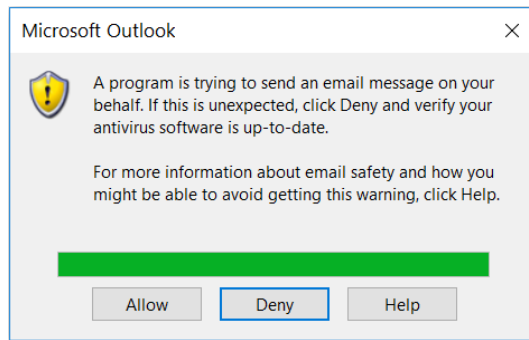 Microsoft Outlook
A program is trying to send an email message on your
behalf. If this is unexpected, click Deny and verify your
antivirus software is up-to-date.
For more information about email safety and how you
might be able to avoid getting this warning, click Help.
Allow
Deny
Help